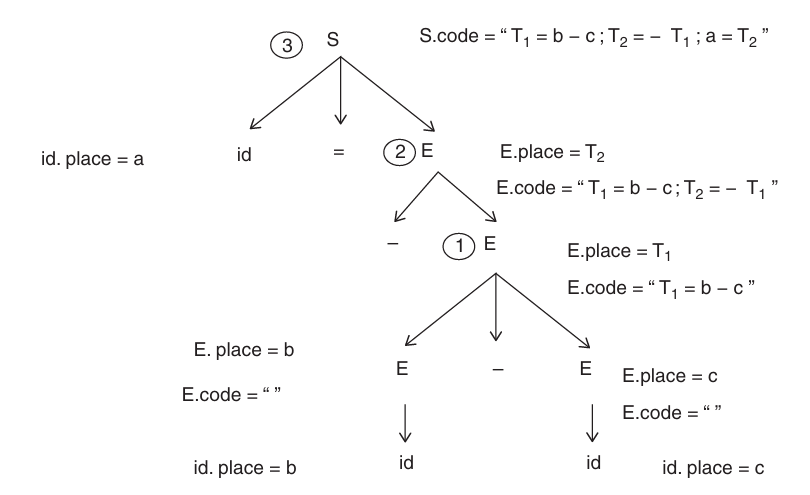 3 S S.code = “ T1 = b – c ; T2 = – T1 ; a = T2 ”
id. place = a id = 2 E E.place = T2
E.code = “ T1 = b – c ; T2 = – T1 ”
– 1 E E.place = T1
E.code = “ T1 = b – c ”
E. place = b
E – E E.place = c
E.code = “ ”
E.code = “ ”
id. place = b id id id. place = c